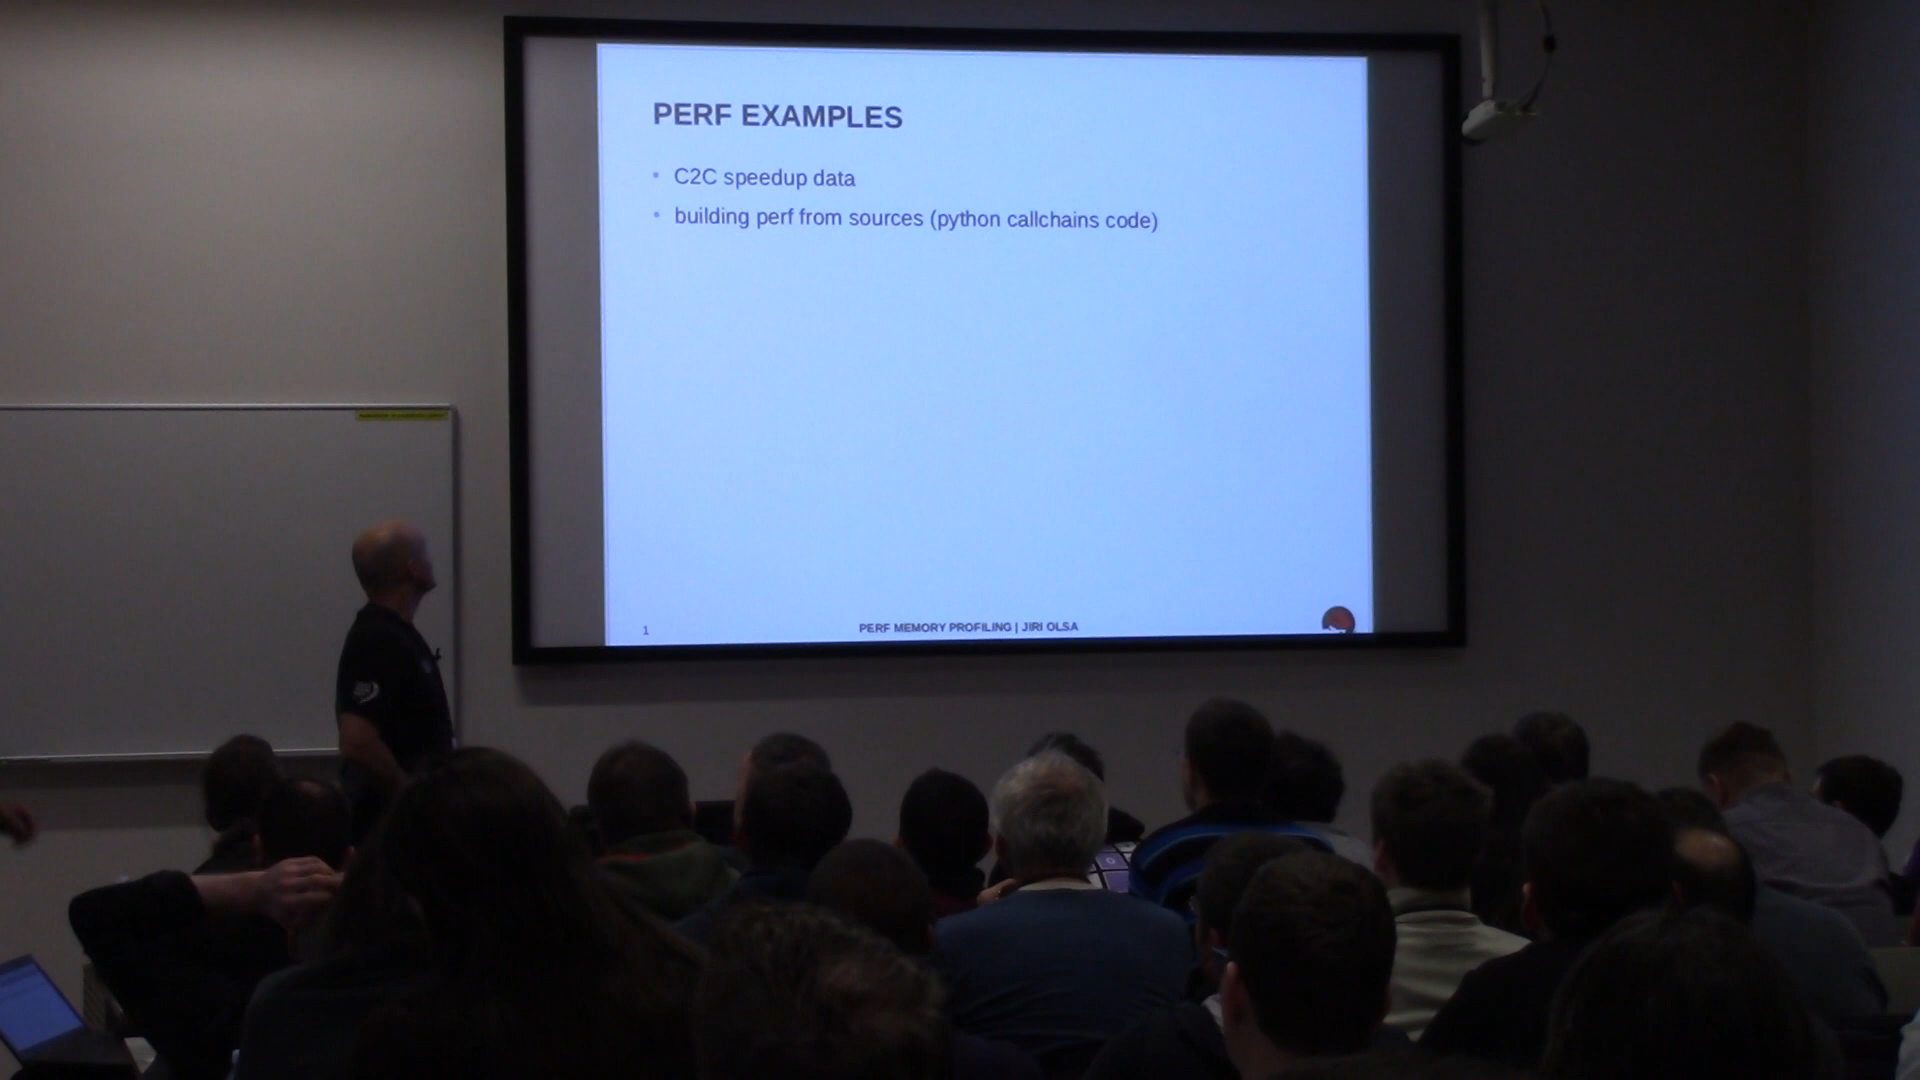 PERF EXAMPLES
• C2C speedup data
• building perf from sources (python callchains code)
1
PERF MEMORY PROFILING | JIRI OLSA